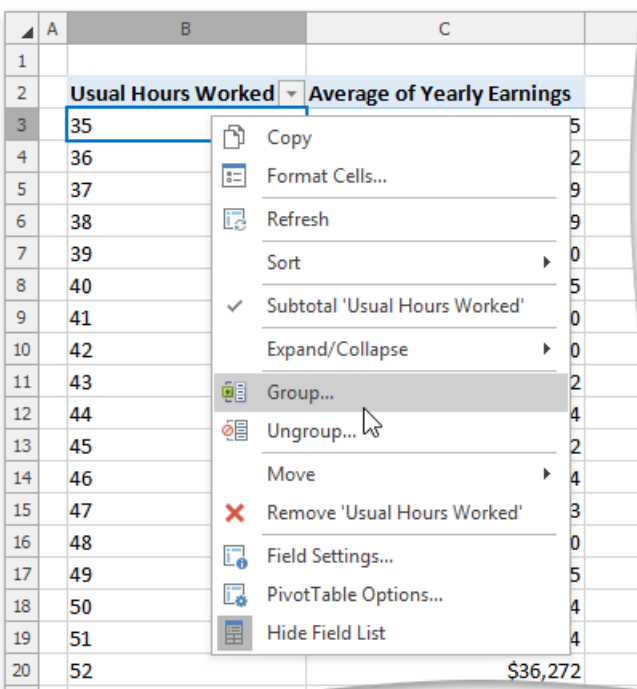 A B C
1
2 Usual Hours Worked Average of Yearly Earnings
3 35 5
4 36 Copy 2
5 37 Format Cells... 9
6 38 Refresh 9
7 39 Sort 0
8 40 5
9 41 Subtotal 'Usual Hours Worked' 0
10 42 Expand/Collapse 0
11 43 Group... 2
12 44 4
13 45 Ungroup... 2
14 46 Move 4
15 47 Remove 'Usual Hours Worked' 3
16 48 Field Settings... 0
17 49 5
18 50 PivotTable Options... 4
19 51 Hide Field List 4
20 52 $36,272